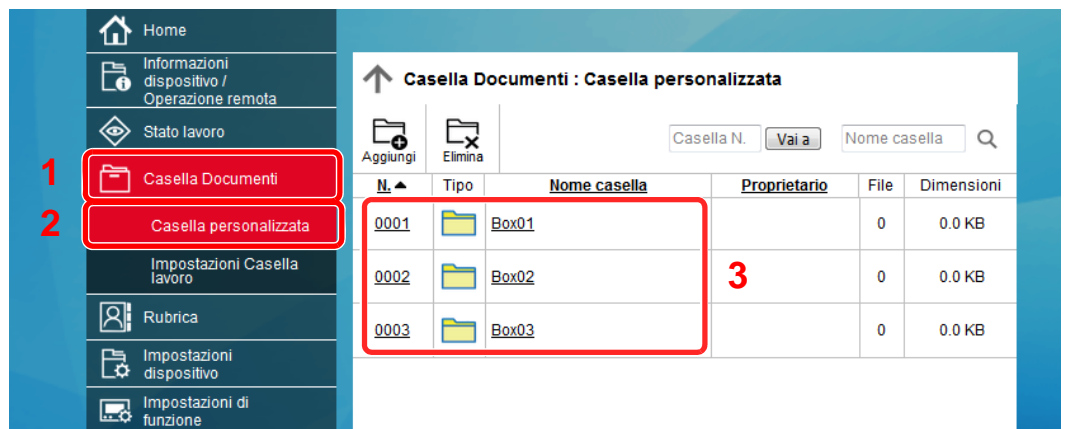 Home
Informazioni
dispositivo /
Operazione remota
Stato lavoro
1
Casella Documenti
2
Casella personalizzata
Impostazioni Casella
lavoro
Rubrica
Impostazioni
dispositivo
Impostazioni di
funzione
Casella Documenti : Casella personalizzata
Aggiungi Elimina Casella N. Vai a Nome casella
N. Tipo Nome casella Proprietario File Dimensioni
0001 Box01 0 0.0 KB
0002 Box02 0 0.0 KB
3
0003 Box03 0 0.0 KB